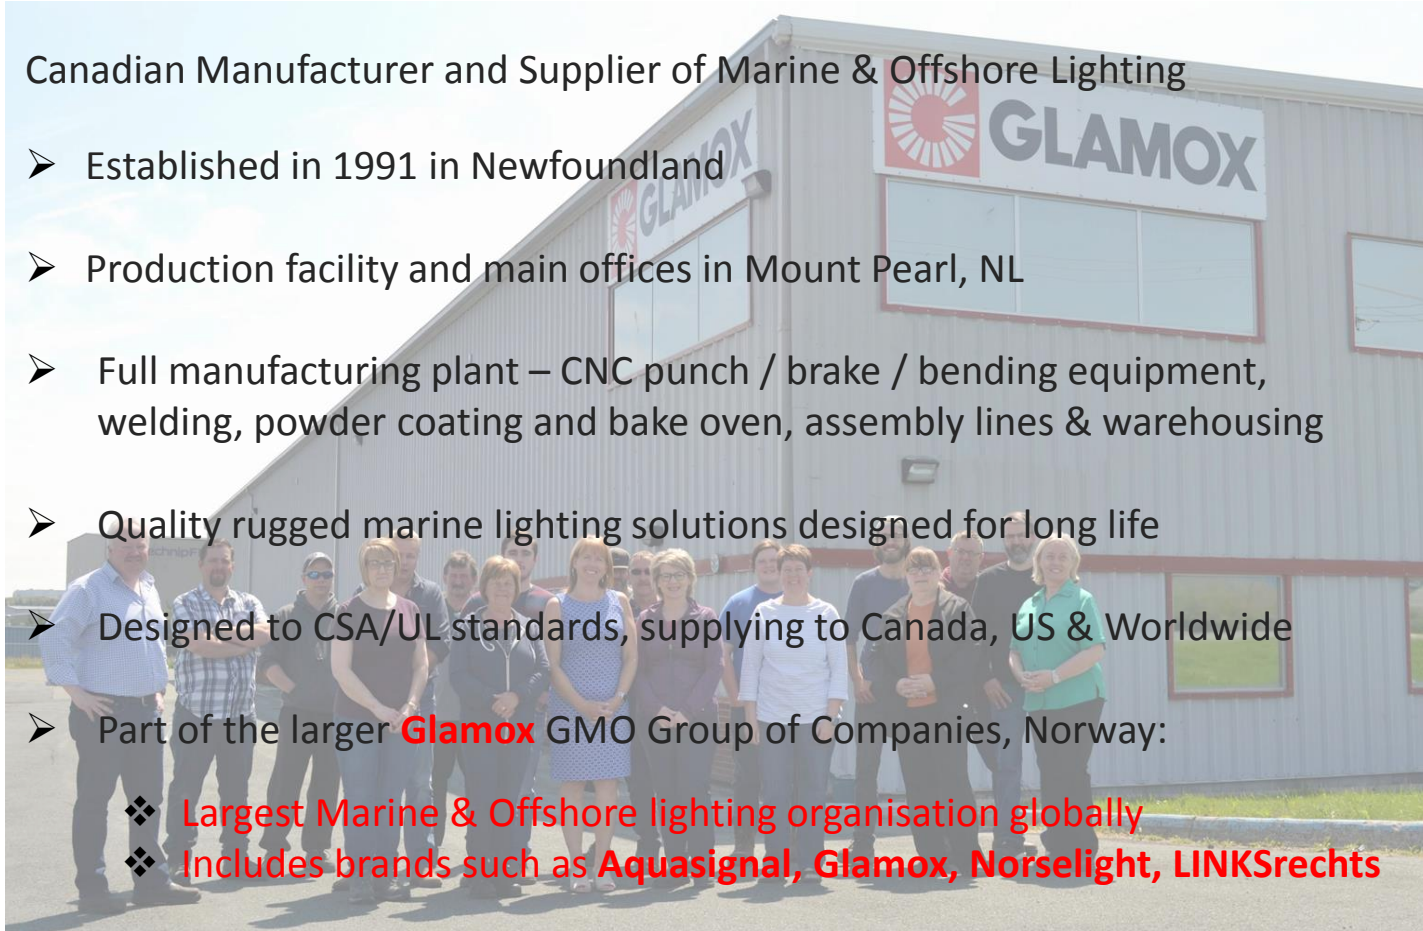 Canadian Manufacturer and Supplier of Marine & Offshore Lighting
GLAMOX
GLAMOX
➢ Established in 1991 in Newfoundland
➢ Production facility and main offices in Mount Pearl, NL
➢ Full manufacturing plant – CNC punch / brake / bending equipment,
welding, powder coating and bake oven, assembly lines & warehousing
➢ Quality rugged marine lighting solutions designed for long life
➢ Designed to CSA/UL standards, supplying to Canada, US & Worldwide
➢ Part of the larger Glamox GMO Group of Companies, Norway:
❖ Largest Marine & Offshore lighting organisation globally
❖ Includes brands such as Aquasignal, Glamox, Norselight, LINKSrechts